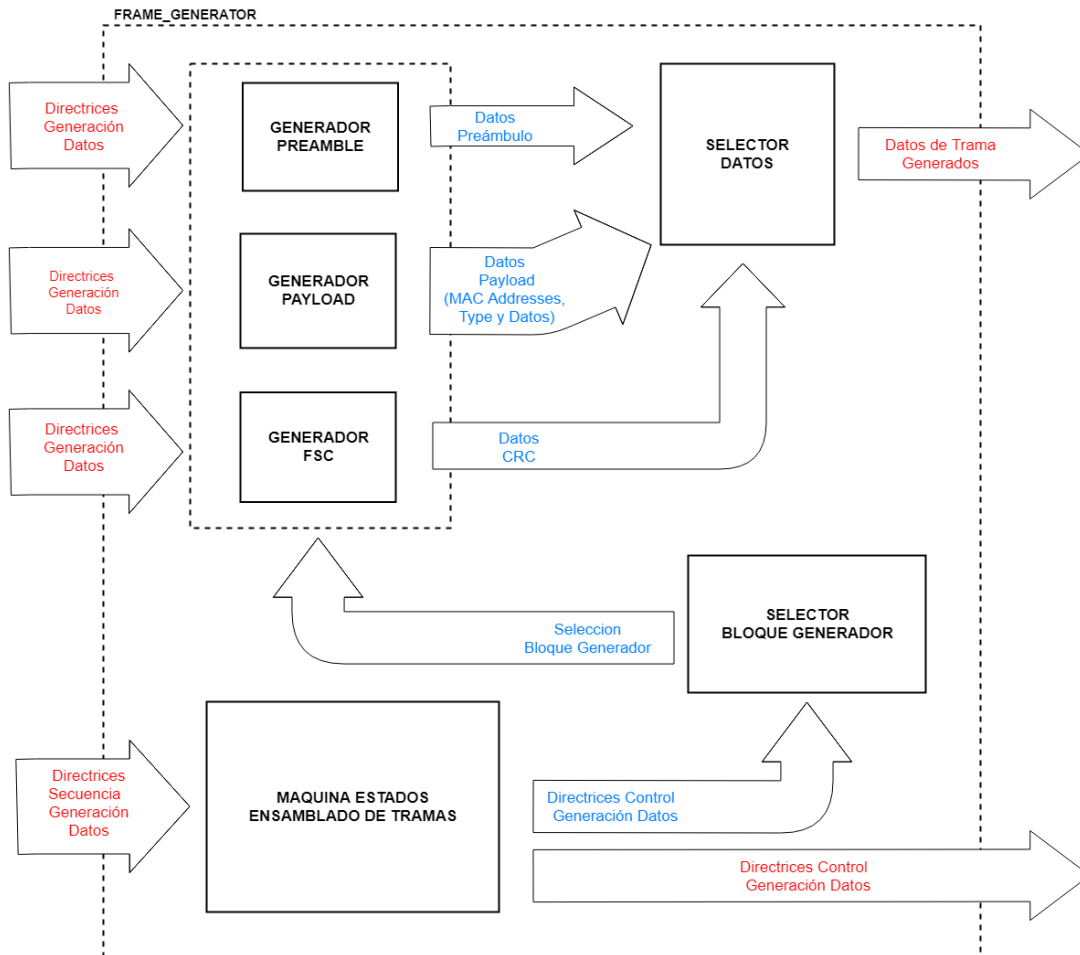 FRAME_GENERATOR
Directrices
Generación
Datos
GENERADOR
PREAMBLE
Datos
Preámbulo
SELECTOR
DATOS
Datos de Trama
Generados
Directrices
Generación
Datos
GENERADOR
PAYLOAD
Datos
Payload
(MAC Addresses,
Type y Datos)
Directrices
Generación
Datos
GENERADOR
FSC
Datos
CRC
SELECTOR
BLOQUE GENERADOR
Seleccion
Bloque Generador
Directrices
Secuencia
Generación
Datos
MAQUINA ESTADOS
ENSAMBLADO DE TRAMAS
Directrices Control
Generación Datos
Directrices Control
Generación Datos